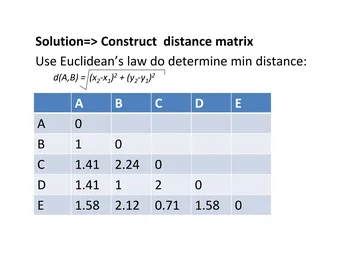 Solution=> Construct distance matrix
Use Euclidean's law do determine min distance:
d(A,B) = √(x₂-x₁)² + (y₂-y₁)²
A B C D E
A 0
B 1 0
C 1.41 2.24 0
D 1.41 1 2 0
E 1.58 2.12 0.71 1.58 0